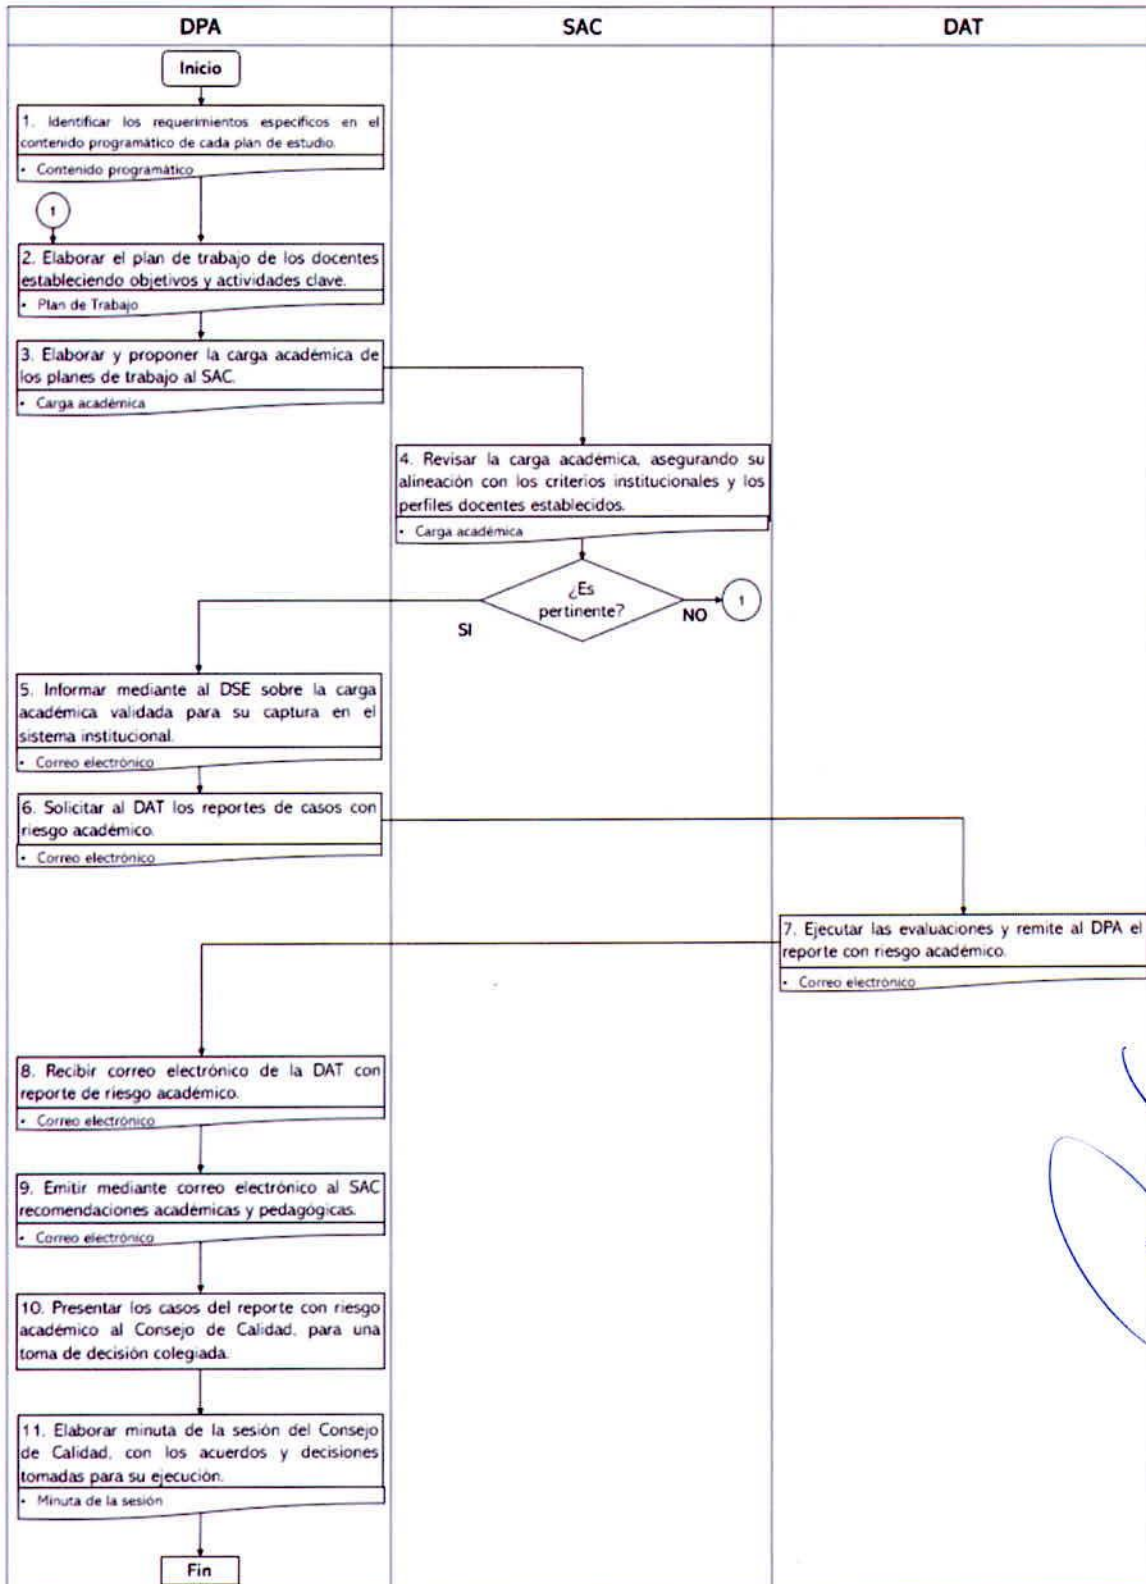 DPA
SAC
DAT
Inicio
1. Identificar los requerimientos específicos en el
contenido programático de cada plan de estudio.
• Contenido programático
1
2. Elaborar el plan de trabajo de los docentes
estableciendo objetivos y actividades clave.
• Plan de Trabajo
3. Elaborar y proponer la carga académica de
los planes de trabajo al SAC.
• Carga académica
4. Revisar la carga académica, asegurando su
alineación con los criterios institucionales y los
perfiles docentes establecidos.
• Carga académica
¿Es
pertinente?
SI
NO
1
5. Informar mediante al DSE sobre la carga
académica validada para su captura en el
sistema institucional.
• Correo electrónico
6. Solicitar al DAT los reportes de casos con
riesgo académico.
• Correo electrónico
7. Ejecutar las evaluaciones y remite al DPA el
reporte con riesgo académico.
• Correo electrónico
8. Recibir correo electrónico de la DAT con
reporte de riesgo académico.
• Correo electrónico
9. Emitir mediante correo electrónico al SAC
recomendaciones académicas y pedagógicas.
• Correo electrónico
10. Presentar los casos del reporte con riesgo
académico al Consejo de Calidad, para una
toma de decisión colegiada.
11. Elaborar minuta de la sesión del Consejo
de Calidad, con los acuerdos y decisiones
tomadas para su ejecución.
• Minuta de la sesión
Fin